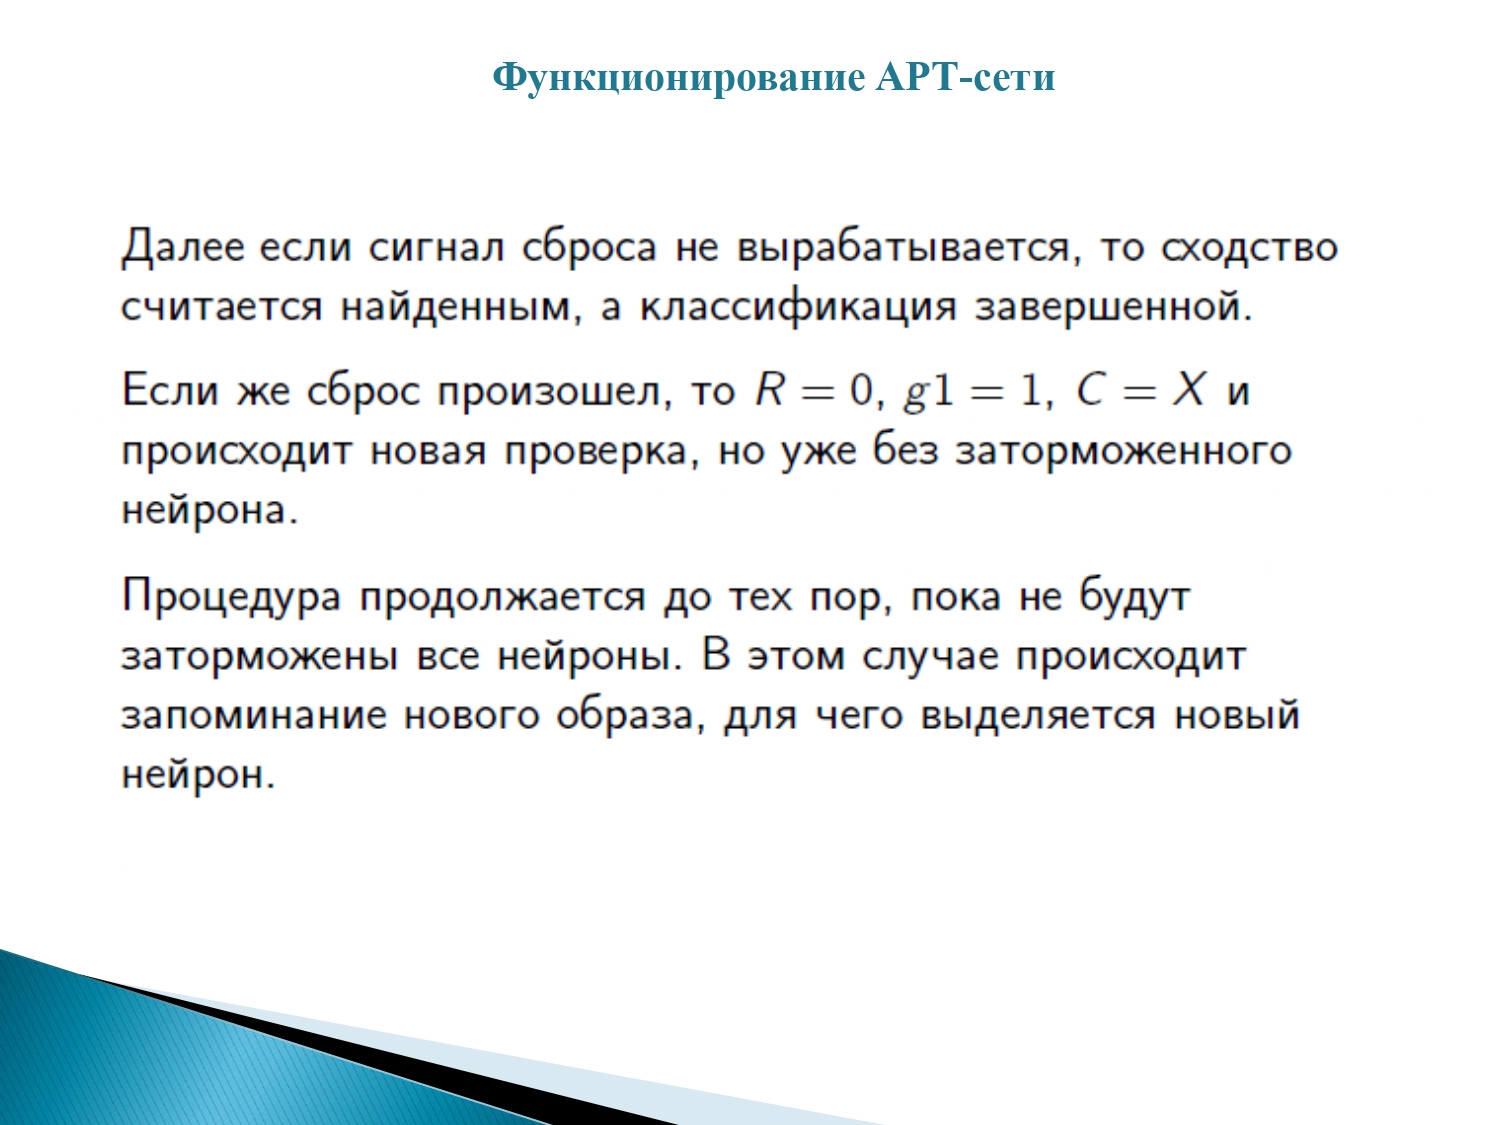 Функционирование АРТ-сети
Далее если сигнал сброса не вырабатывается, то сходство
считается найденным, а классификация завершенной.
Если же сброс произошел, то R = 0, g1 = 1, C = X и
происходит новая проверка, но уже без заторможенного
нейрона.
Процедура продолжается до тех пор, пока не будут
заторможены все нейроны. В этом случае происходит
запоминание нового образа, для чего выделяется новый
нейрон.